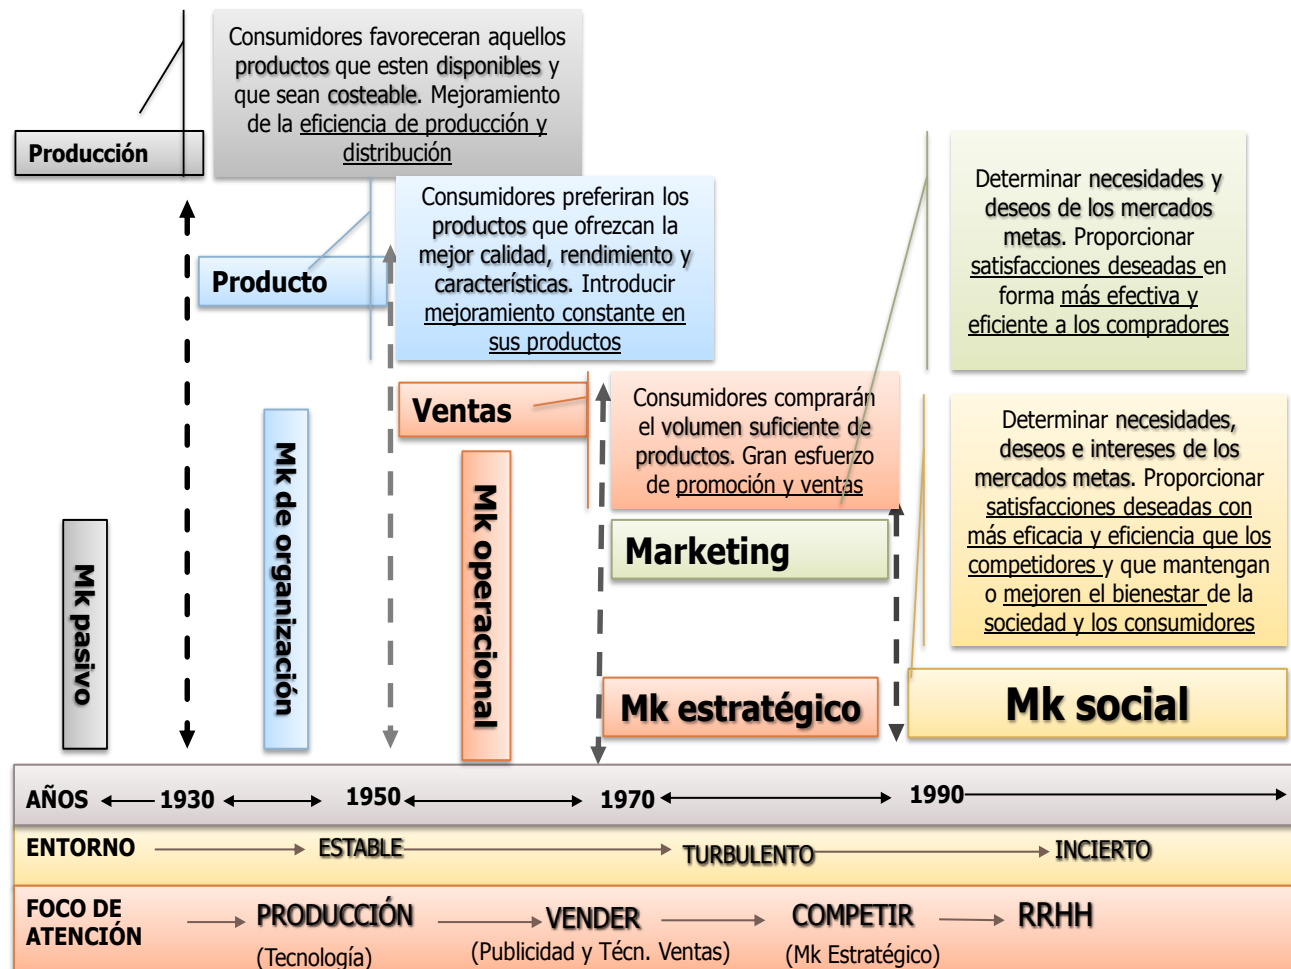 Consumidores favoreceran aquellos
productos que esten disponibles y
que sean costeable. Mejoramiento
de la eficiencia de producción y
distribución
Producción
Consumidores preferiran los
productos que ofrezcan la
mejor calidad, rendimiento y
características. Introducir
mejoramiento constante en
sus productos
Producto
Determinar necesidades y
deseos de los mercados
metas. Proporcionar
satisfacciones deseadas en
forma más efectiva y
eficiente a los compradores
Ventas
Consumidores comprarán
el volumen suficiente de
productos. Gran esfuerzo
de promoción y ventas
Determinar necesidades,
deseos e intereses de los
mercados metas. Proporcionar
satisfacciones deseadas con
más eficacia y eficiencia que los
competidores y que mantengan
o mejoren el bienestar de la
sociedad y los consumidores
Marketing
Mk pasivo
Mk de organización
Mk operacional
Mk estratégico
Mk social
AÑOS 1930 1950 1970 1990
ENTORNO ESTABLE TURBULENTO INCIERTO
FOCO DE
ATENCIÓN
PRODUCCIÓN VENDER COMPETIR RRHH
(Tecnología) (Publicidad y Técn. Ventas) (Mk Estratégico)